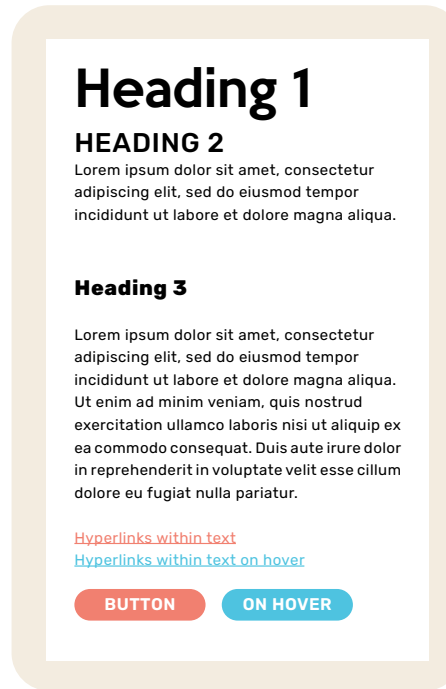 Heading 1
HEADING 2
Lorem ipsum dolor sit amet, consectetur
adipiscing elit, sed do eiusmod tempor
incididunt ut labore et dolore magna aliqua.
Heading 3
Lorem ipsum dolor sit amet, consectetur
adipiscing elit, sed do eiusmod tempor
incididunt ut labore et dolore magna aliqua.
Ut enim ad minim veniam, quis nostrud
exercitation ullamco laboris nisi ut aliquip ex
ea commodo consequat. Duis aute irure dolor
in reprehenderit in voluptate velit esse cillum
dolore eu fugiat nulla pariatur.
Hyperlinks within text
Hyperlinks within text on hover
BUTTON ON HOVER